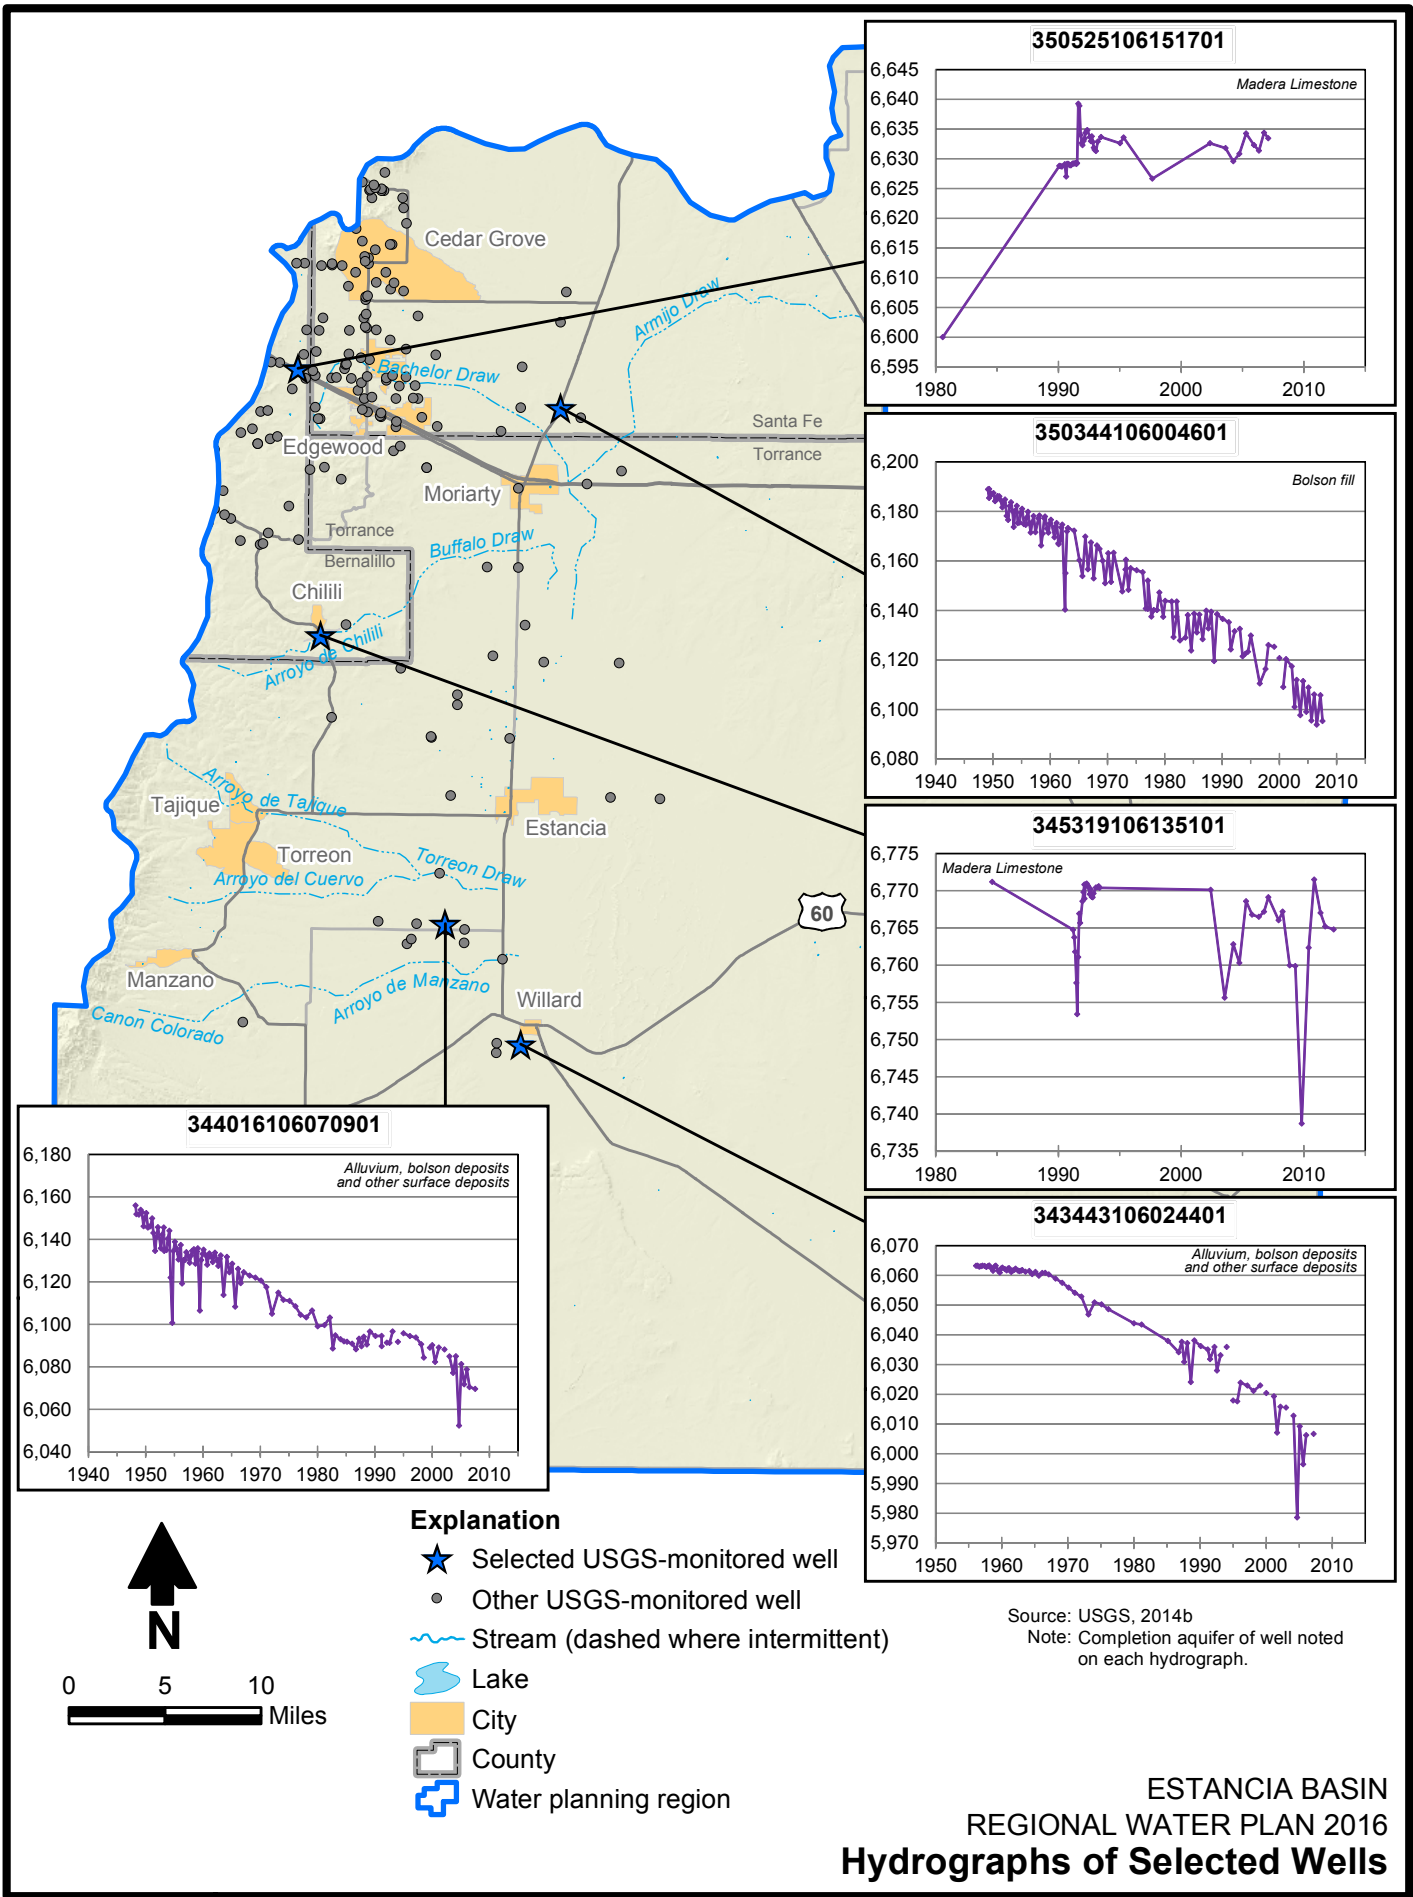 350525106151701
Madera Limestone
6,645
6,640
6,635
6,630
6,625
6,620
6,615
6,610
6,605
6,600
6,595
1980
1990
2000
2010
350344106004601
Bolson fill
6,200
6,180
6,160
6,140
6,120
6,100
6,080
1940
1950
1960
1970
1980
1990
2000
2010
345319106135101
Madera Limestone
6,775
6,770
6,765
6,760
6,755
6,750
6,745
6,740
6,735
1980
1990
2000
2010
343443106024401
Alluvium, bolson deposits
and other surface deposits
6,070
6,060
6,050
6,040
6,030
6,020
6,010
6,000
5,990
5,980
5,970
1950
1960
1970
1980
1990
2000
2010
344016106070901
Alluvium, bolson deposits
and other surface deposits
6,180
6,160
6,140
6,120
6,100
6,080
6,060
6,040
1940
1950
1960
1970
1980
1990
2000
2010
Cedar Grove
Armijo Draw
Bachelor Draw
Santa Fe
Torrance
Edgewood
Moriarty
Torrance
Bernalillo
Buffalo Draw
Chilili
Arroyo de Chilili
Arroyo de Tajique
Tajique
Estancia
Torreon
Torreon Draw
Arroyo del Cuervo
60
Manzano
Arroyo de Manzano
Willard
Canon Colorado
N
0 5 10
Miles
Explanation
Selected USGS-monitored well
Other USGS-monitored well
Stream (dashed where intermittent)
Lake
City
County
Water planning region
Source: USGS, 2014b
Note: Completion aquifer of well noted
on each hydrograph.
ESTANCIA BASIN
REGIONAL WATER PLAN 2016
Hydrographs of Selected Wells